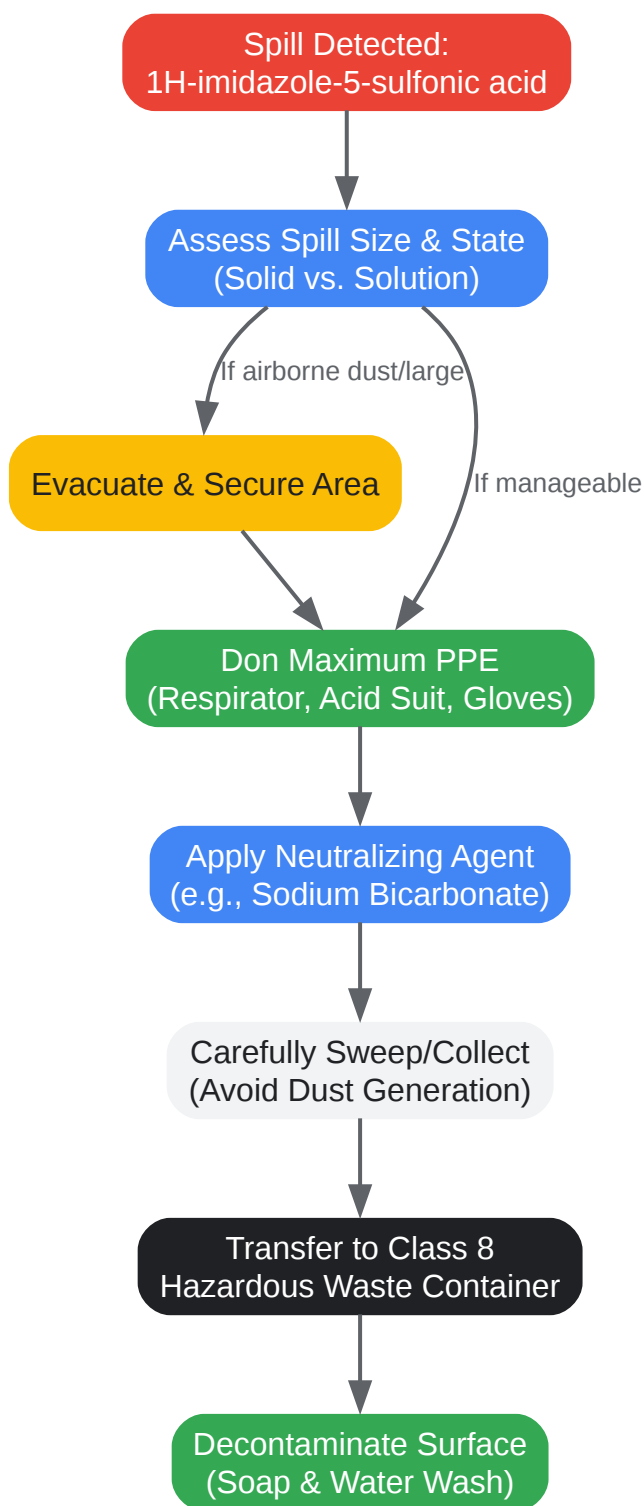 Spill Detected:
1H-imidazole-5-sulfonic acid
Assess Spill Size & State
(Solid vs. Solution)
If airborne dust/large
Evacuate & Secure Area
If manageable
Don Maximum PPE
(Respirator, Acid Suit, Gloves)
Apply Neutralizing Agent
(e.g., Sodium Bicarbonate)
Carefully Sweep/Collect
(Avoid Dust Generation)
Transfer to Class 8
Hazardous Waste Container
Decontaminate Surface
(Soap & Water Wash)